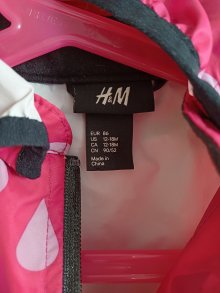 H&M
EUR 86
US 12-18M
CA 12-18M
CN 90/52
Made in
China